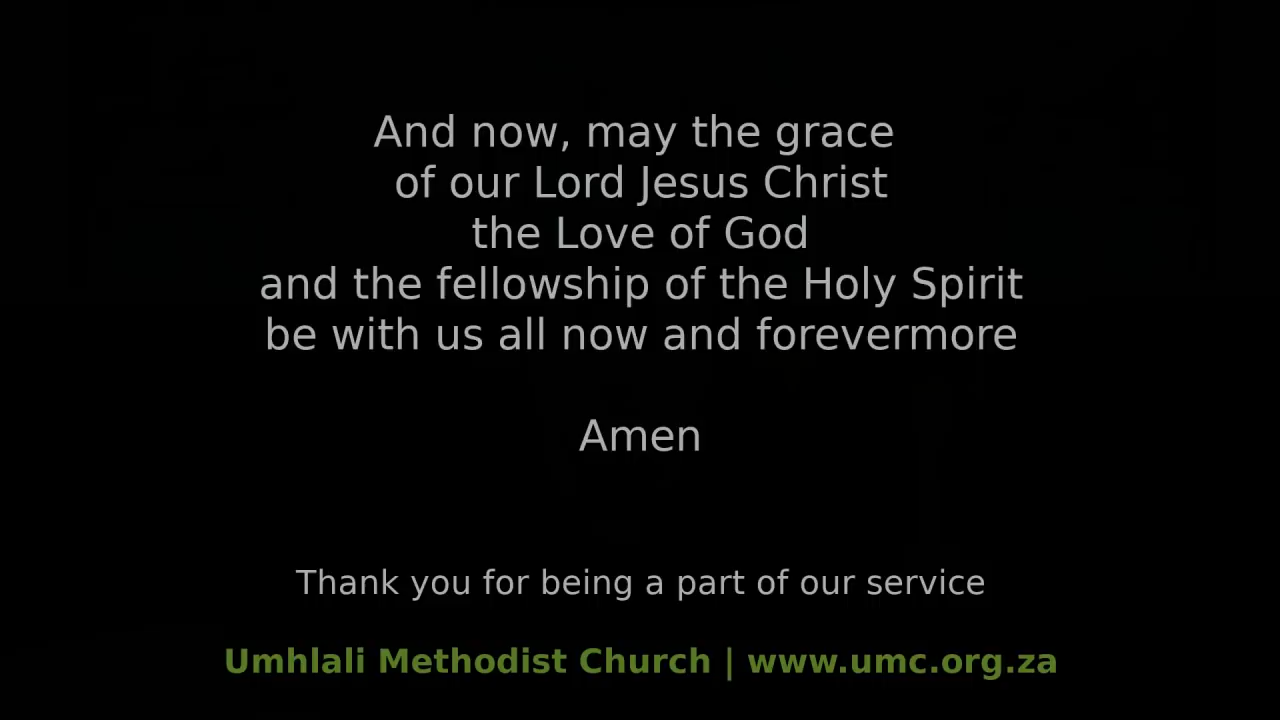 And now, may the grace
of our Lord Jesus Christ
the Love of God
and the fellowship of the Holy Spirit
be with us all now and forevermore
Amen
Thank you for being a part of our service
Umhlali Methodist Church | www.umc.org.za